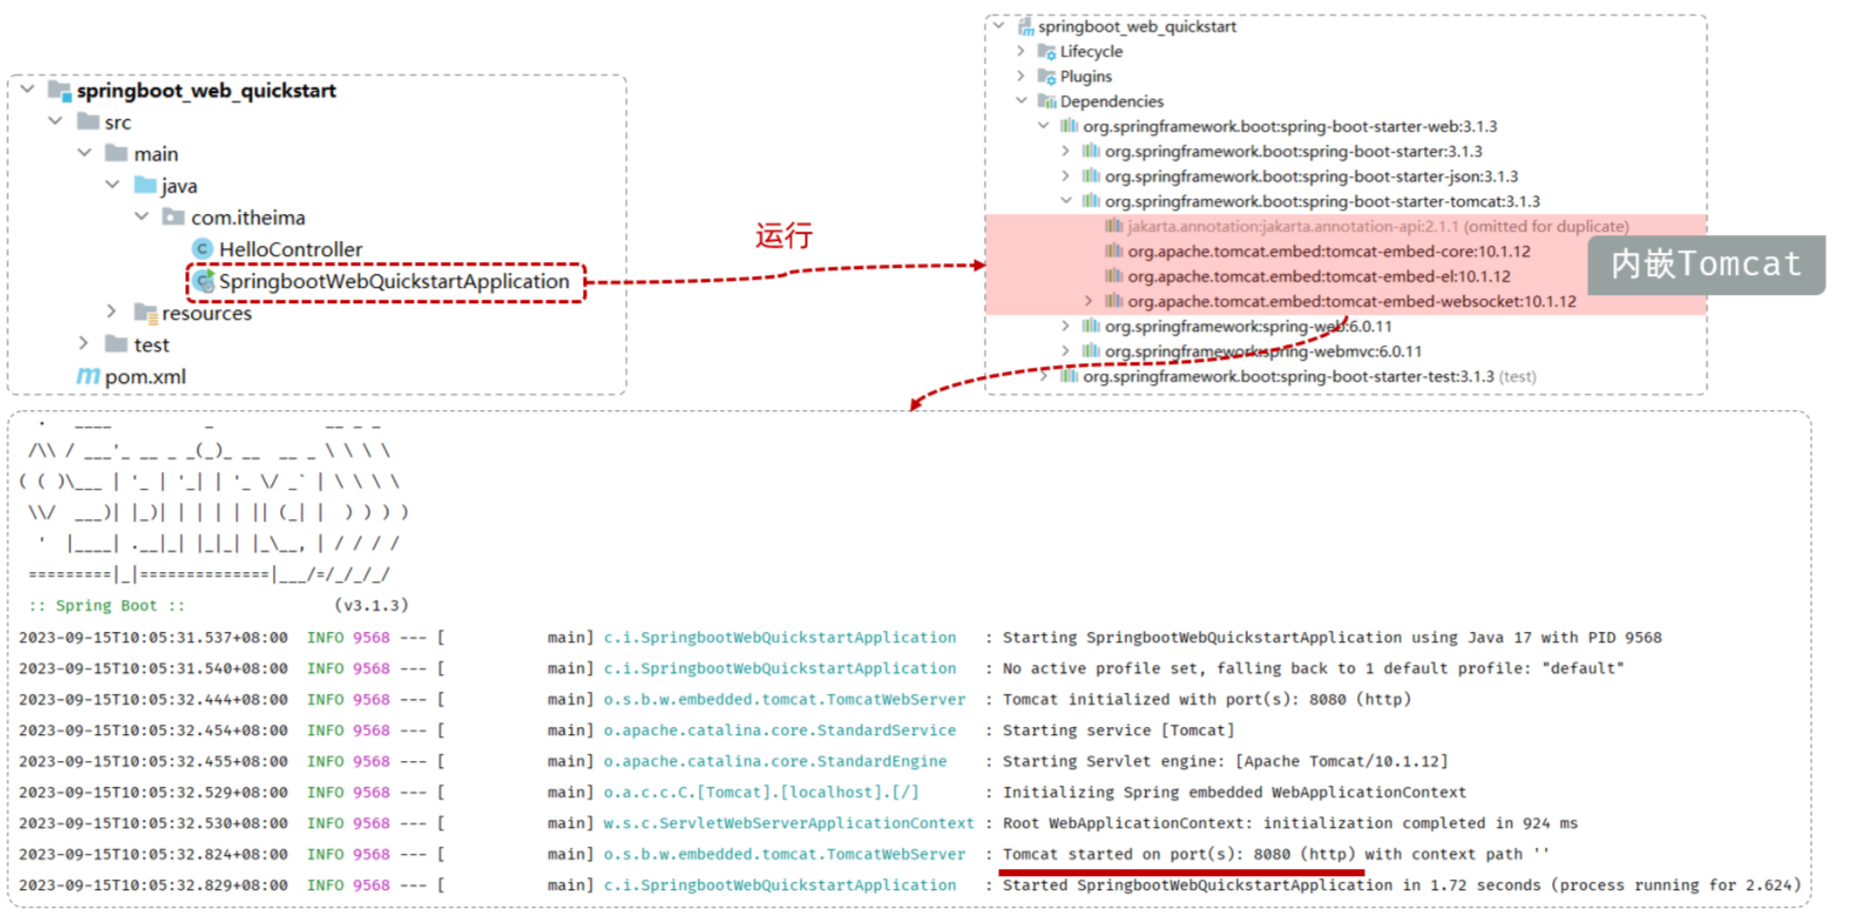 springboot_web_quickstart
src
main
java
com.itheima
HelloController
SpringbootWebQuickstartApplication
resources
test
pom.xml
运行
springboot_web_quickstart
Lifecycle
Plugins
Dependencies
org.springframework.boot:spring-boot-starter-web:3.1.3
org.springframework.boot:spring-boot-starter:3.1.3
org.springframework.boot:spring-boot-starter-json:3.1.3
org.springframework.boot:spring-boot-starter-tomcat:3.1.3
jakarta.annotation:jakarta.annotation-api:2.1.1 (omitted for duplicate)
org.apache.tomcat.embed:tomcat-embed-core:10.1.12
org.apache.tomcat.embed:tomcat-embed-el:10.1.12
org.apache.tomcat.embed:tomcat-embed-websocket:10.1.12
org.springframework:spring-web:6.0.11
org.springframework:spring-webmvc:6.0.11
org.springframework.boot:spring-boot-starter-test:3.1.3 (test)
内嵌Tomcat
:: Spring Boot :: (v3.1.3)
2023-09-15T10:05:31.537+08:00 INFO 9568 --- [ main] c.i.SpringbootWebQuickstartApplication : Starting SpringbootWebQuickstartApplication using Java 17 with PID 9568
2023-09-15T10:05:31.540+08:00 INFO 9568 --- [ main] c.i.SpringbootWebQuickstartApplication : No active profile set, falling back to 1 default profile: "default"
2023-09-15T10:05:32.444+08:00 INFO 9568 --- [ main] o.s.b.w.embedded.tomcat.TomcatWebServer : Tomcat initialized with port(s): 8080 (http)
2023-09-15T10:05:32.454+08:00 INFO 9568 --- [ main] o.apache.catalina.core.StandardService : Starting service [Tomcat]
2023-09-15T10:05:32.455+08:00 INFO 9568 --- [ main] o.apache.catalina.core.StandardEngine : Starting Servlet engine: [Apache Tomcat/10.1.12]
2023-09-15T10:05:32.529+08:00 INFO 9568 --- [ main] o.a.c.c.C.[Tomcat].[localhost].[/] : Initializing Spring embedded WebApplicationContext
2023-09-15T10:05:32.530+08:00 INFO 9568 --- [ main] w.s.c.ServletWebServerApplicationContext : Root WebApplicationContext: initialization completed in 924 ms
2023-09-15T10:05:32.824+08:00 INFO 9568 --- [ main] o.s.b.w.embedded.tomcat.TomcatWebServer : Tomcat started on port(s): 8080 (http) with context path ''
2023-09-15T10:05:32.829+08:00 INFO 9568 --- [ main] c.i.SpringbootWebQuickstartApplication : Started SpringbootWebQuickstartApplication in 1.72 seconds (process running for 2.624)